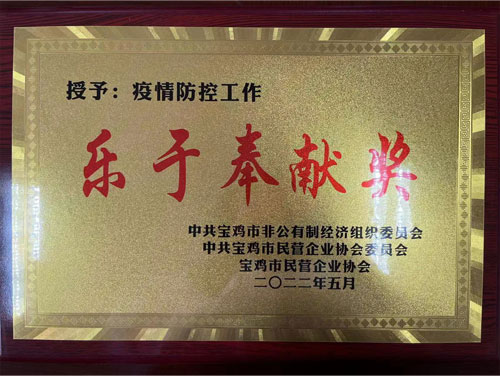 授予：疫情防控工作
乐于奉献奖
中共宝鸡市非公有制经济组织委员会
中共宝鸡市民营企业协会委员会
宝鸡市民营企业协会
二〇二二年五月